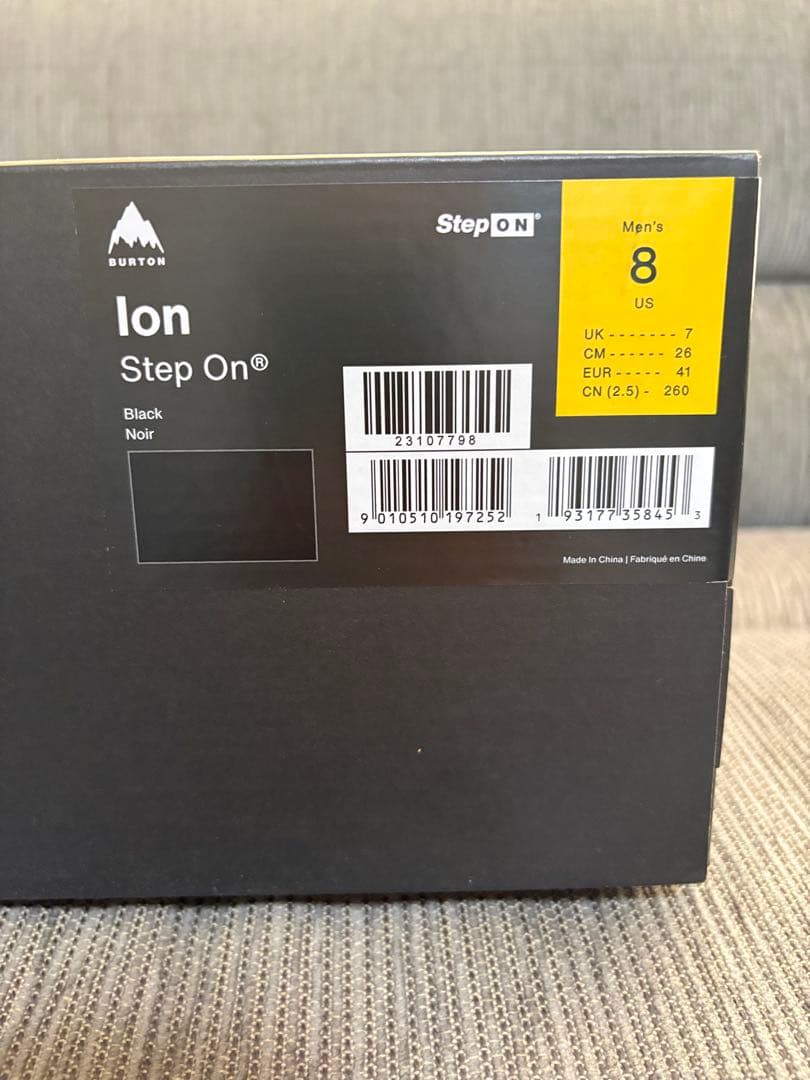 BURTON
StepON®
Ion
Step On®
Black
Noir
Men's
8
US
UK - - - - - - - 7
CM - - - - - - 26
EUR - - - - - 41
CN (2.5) - 260
23107798
9 010510 197252
1 93177 35845 3
Made In China | Fabriqué en Chine